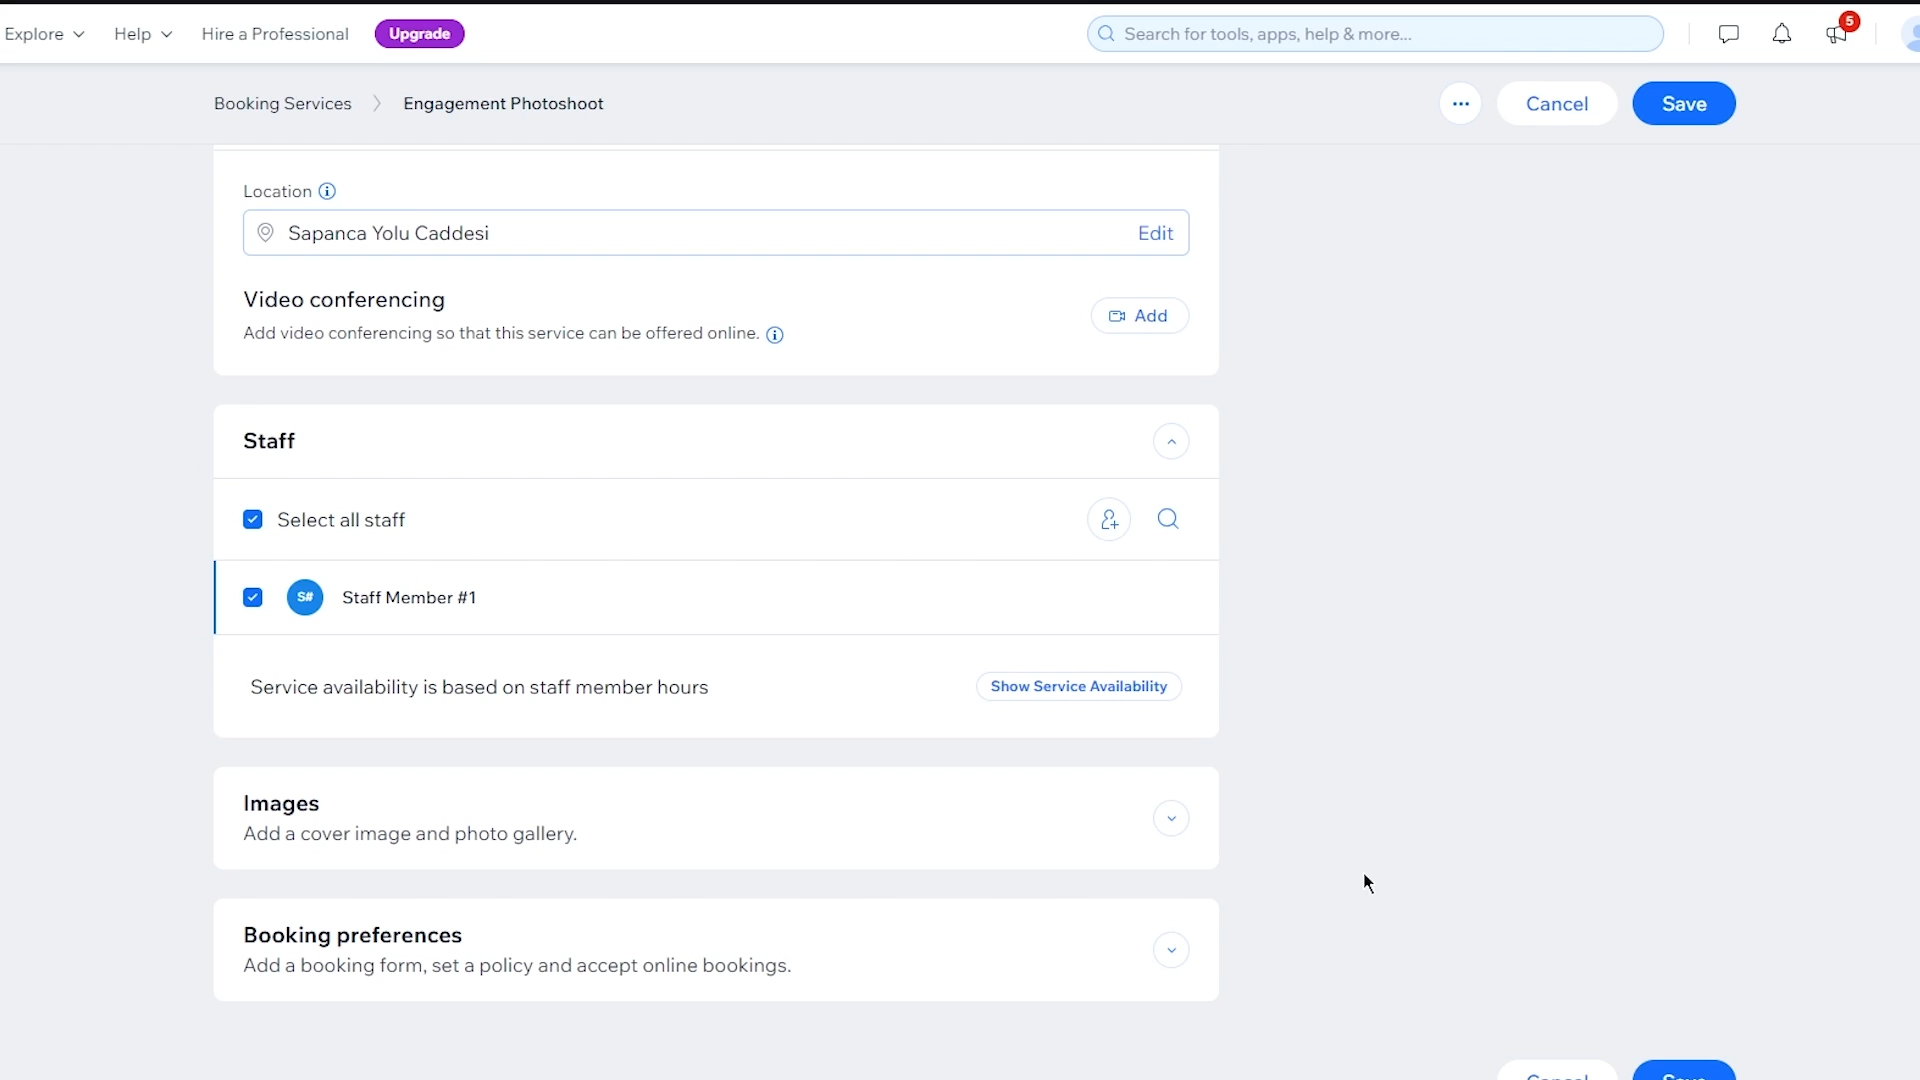 Explore Help Hire a Professional Upgrade Search for tools, apps, help & more... 5
Booking Services Engagement Photoshoot ... Cancel Save
Location
Sapanca Yolu Caddesi Edit
Video conferencing
Add video conferencing so that this service can be offered online.
Add
Staff
Select all staff
S# Staff Member #1
Service availability is based on staff member hours Show Service Availability
Images
Add a cover image and photo gallery.
Booking preferences
Add a booking form, set a policy and accept online bookings.
Cancel Save